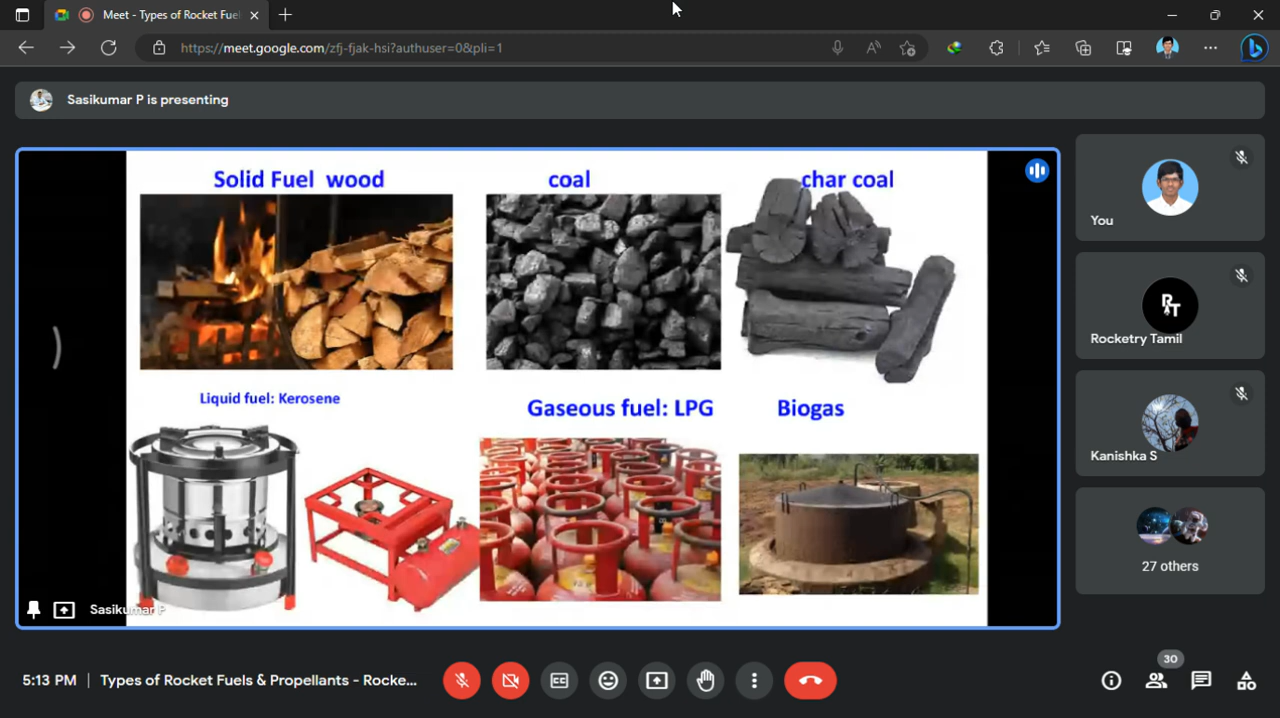 Meet - Types of Rocket Fuel
https://meet.google.com/zfj-fjak-hsi?authuser=0&pli=1
Sasikumar P is presenting
Solid Fuel wood
coal
char coal
Liquid fuel: Kerosene
Gaseous fuel: LPG
Biogas
Sasikumar P
You
RT
Rocketry Tamil
Kanishka S
27 others
5:13 PM | Types of Rocket Fuels & Propellants - Rocke...
30